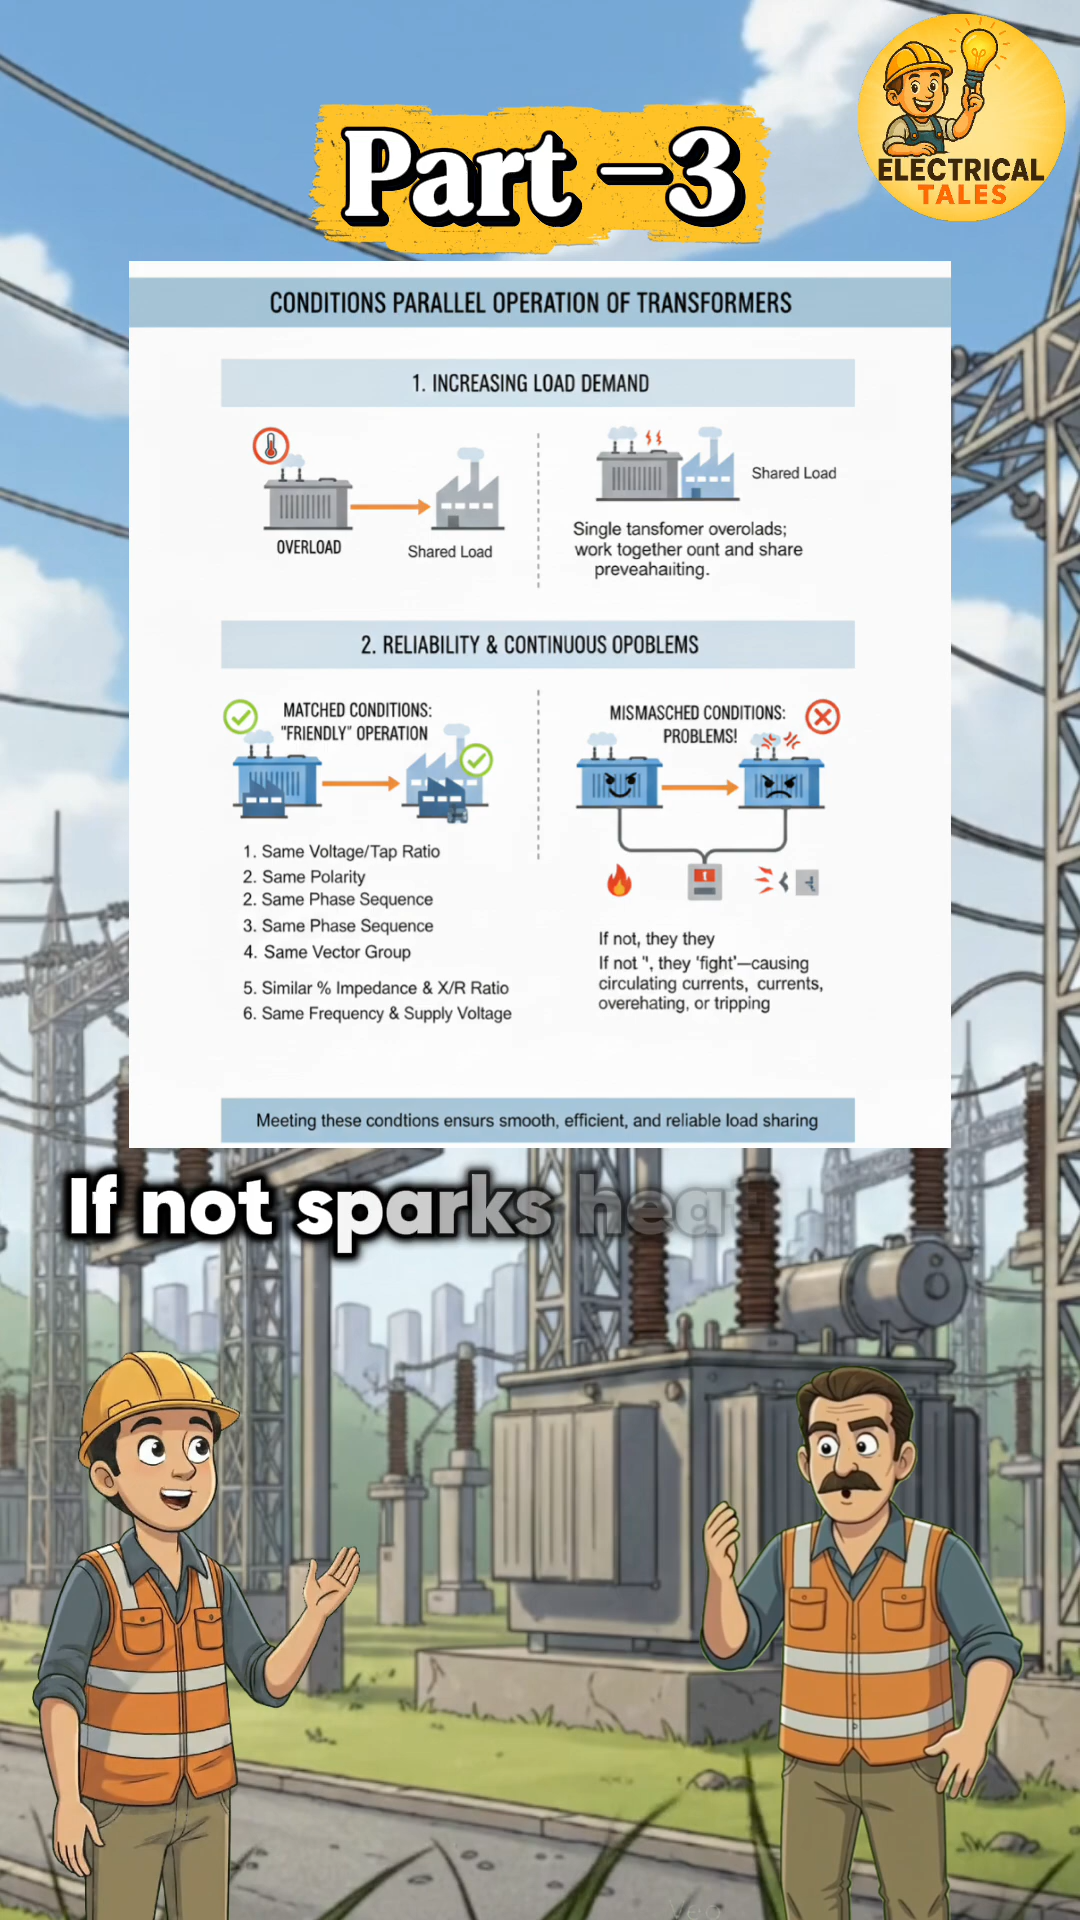 Part -3
ELECTRICAL
TALES
CONDITIONS PARALLEL OPERATION OF TRANSFORMERS
1. INCREASING LOAD DEMAND
OVERLOAD
Shared Load
Shared Load
Single tansfomer overolads;
work together ount and share
preveahaıiting.
2. RELIABILITY & CONTINUOUS OPOBLEMS
MATCHED CONDITIONS:
"FRIENDLY" OPERATION
1. Same Voltage/Tap Ratio
2. Same Polarity
2. Same Phase Sequence
3. Same Phase Sequence
4. Same Vector Group
5. Similar % Impedance & X/R Ratio
6. Same Frequency & Supply Voltage
MISMASCHED CONDITIONS:
PROBLEMS!
If not, they they
If not ", they 'fight'—causing
circulating currents, currents,
overehating, or tripping
Meeting these condtions ensurs smooth, efficient, and reliable load sharing
If not sparks heat
Veo